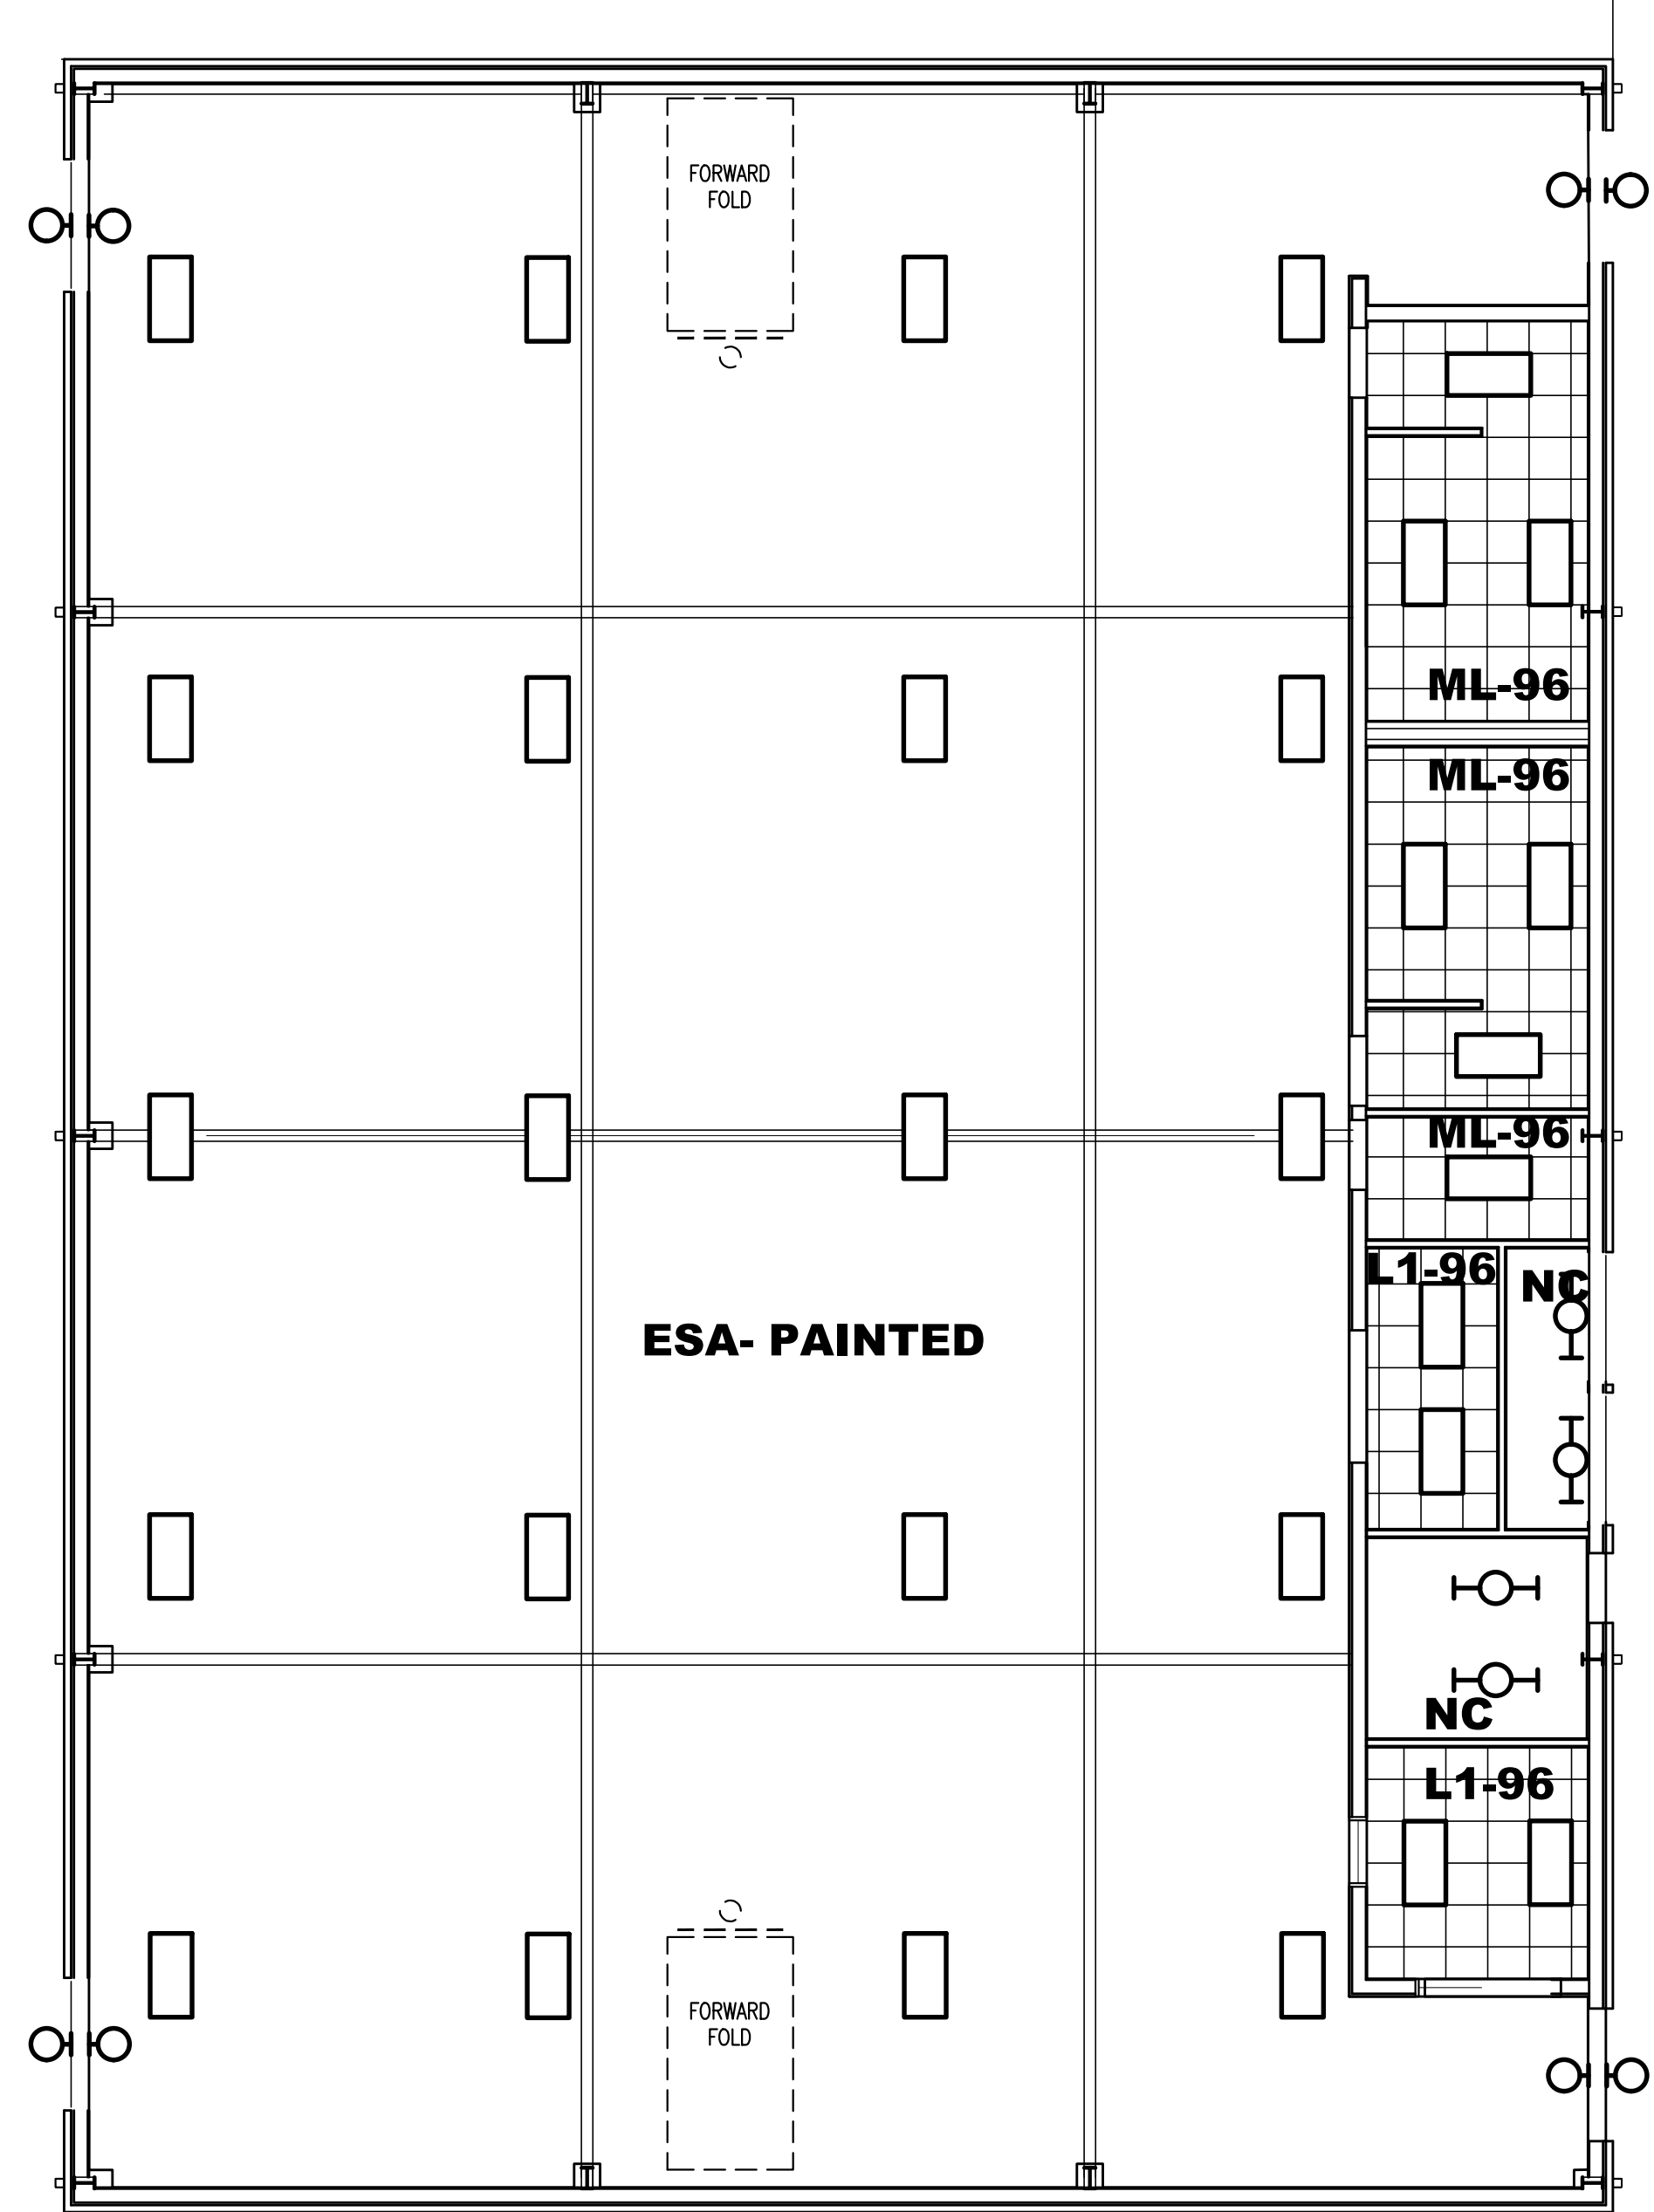 FORWARD
FOLD
ML-96
ML-96
ML-96
L1-96
NC
ESA- PAINTED
NC
L1-96
FORWARD
FOLD